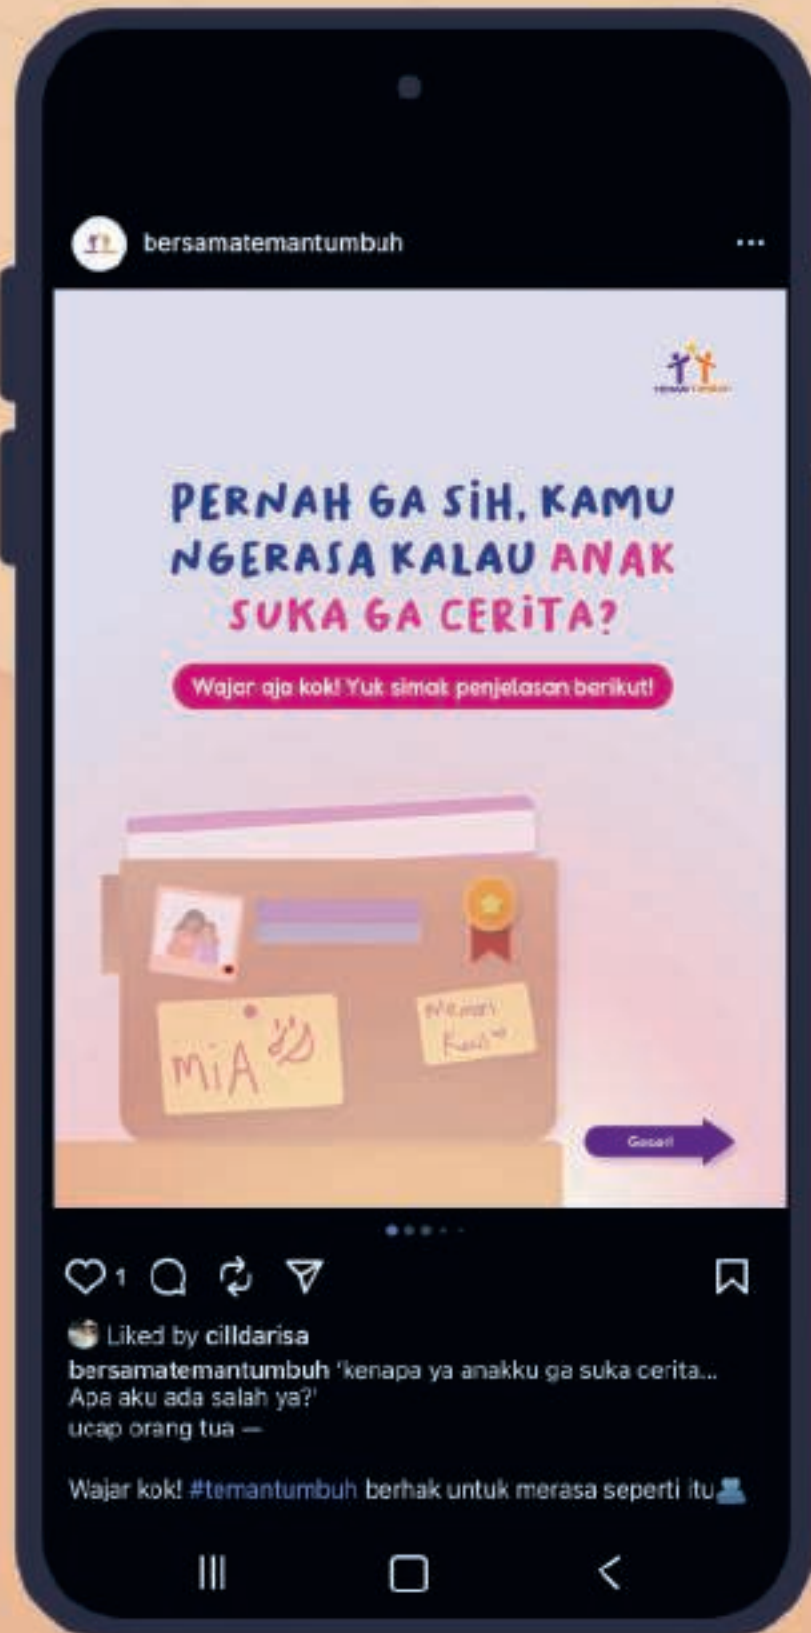 bersamatemantumbuh
PERNAH GA SiH, KAMU
NGERASA KALAU ANAK
SUKA GA CERiTA?
Wajar aja kok! Yuk simak penjelasan berikut!
MiA
Geser!
1
Liked by cilldarisa
bersamatemantumbuh 'kenapa ya anakku ga suka cerita...
Apa aku ada salah ya?'
ucap orang tua —
Wajar kok! #temantumbuh berhak untuk merasa seperti itu